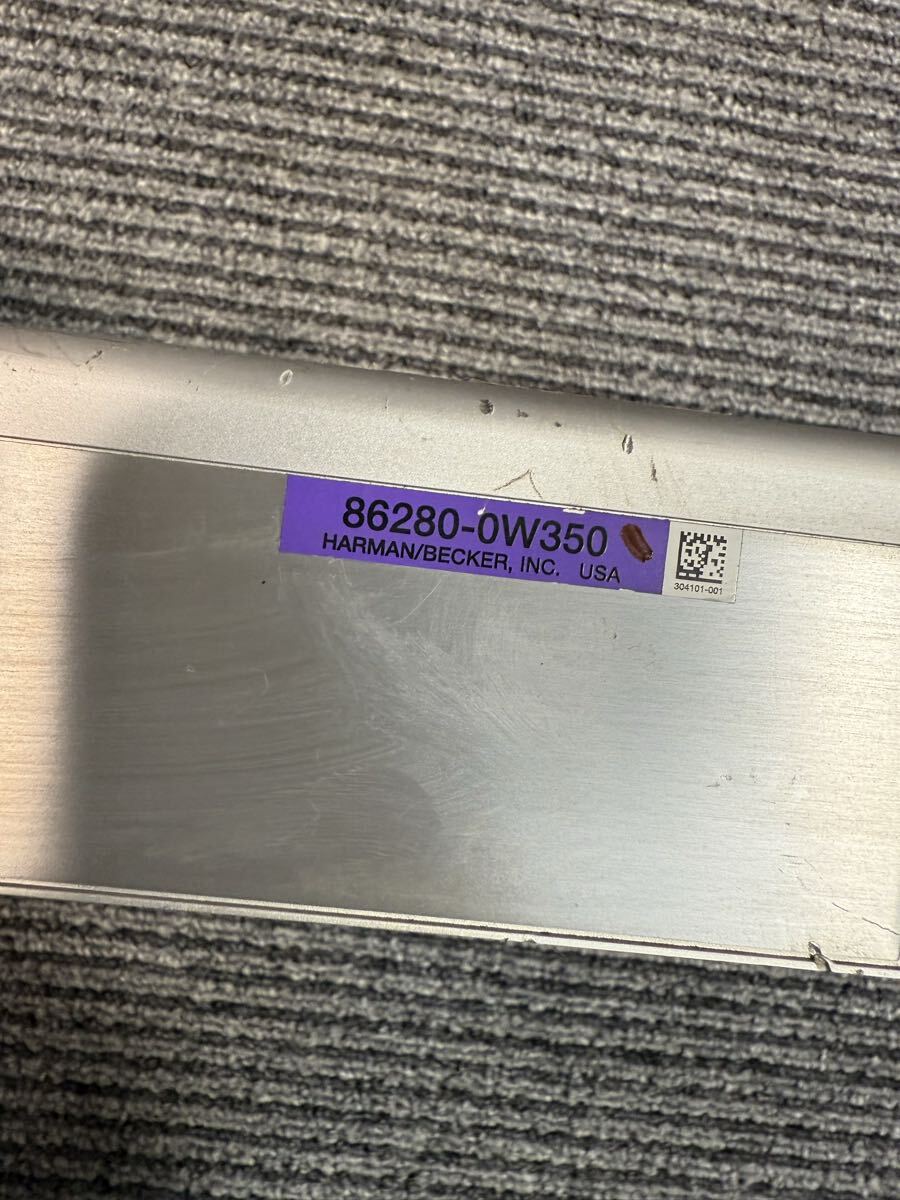 86280-0W350
HARMAN/BECKER, INC. USA
304101-001